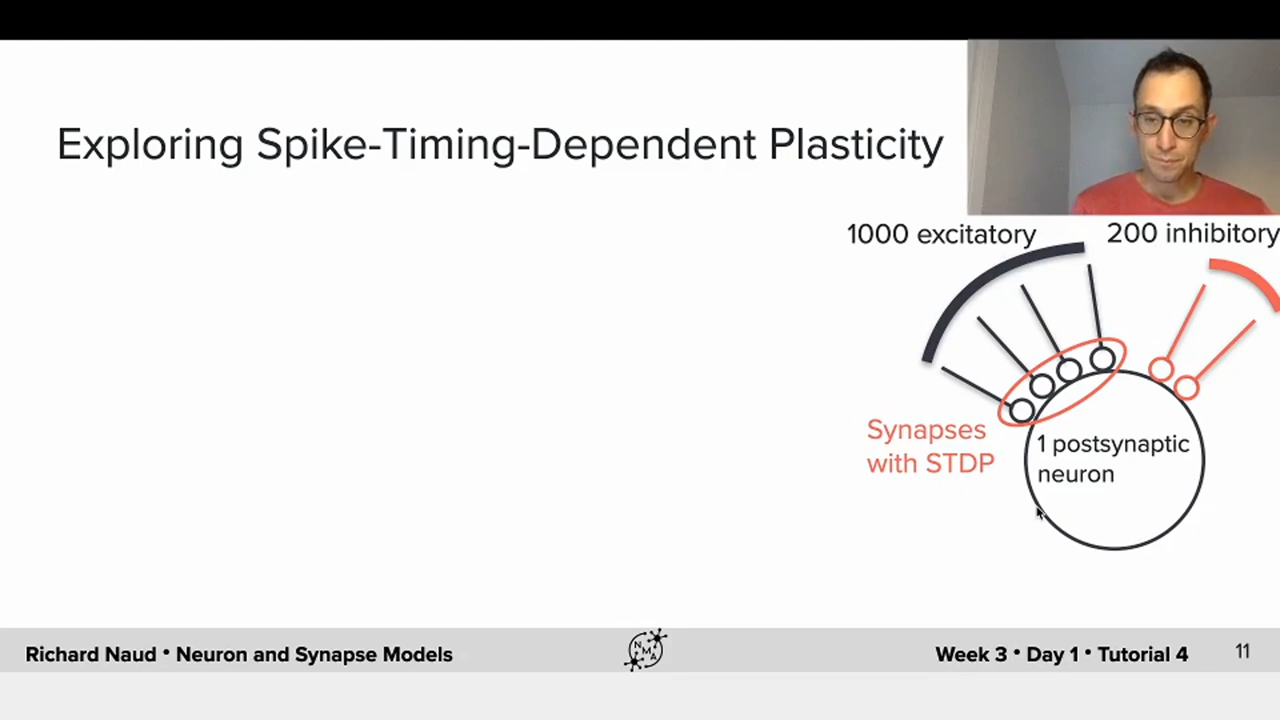 Exploring Spike-Timing-Dependent Plasticity
1000 excitatory
200 inhibitory
Synapses
with STDP
1 postsynaptic
neuron
Richard Naud • Neuron and Synapse Models
N
M
A
Week 3 • Day 1 • Tutorial 4
11